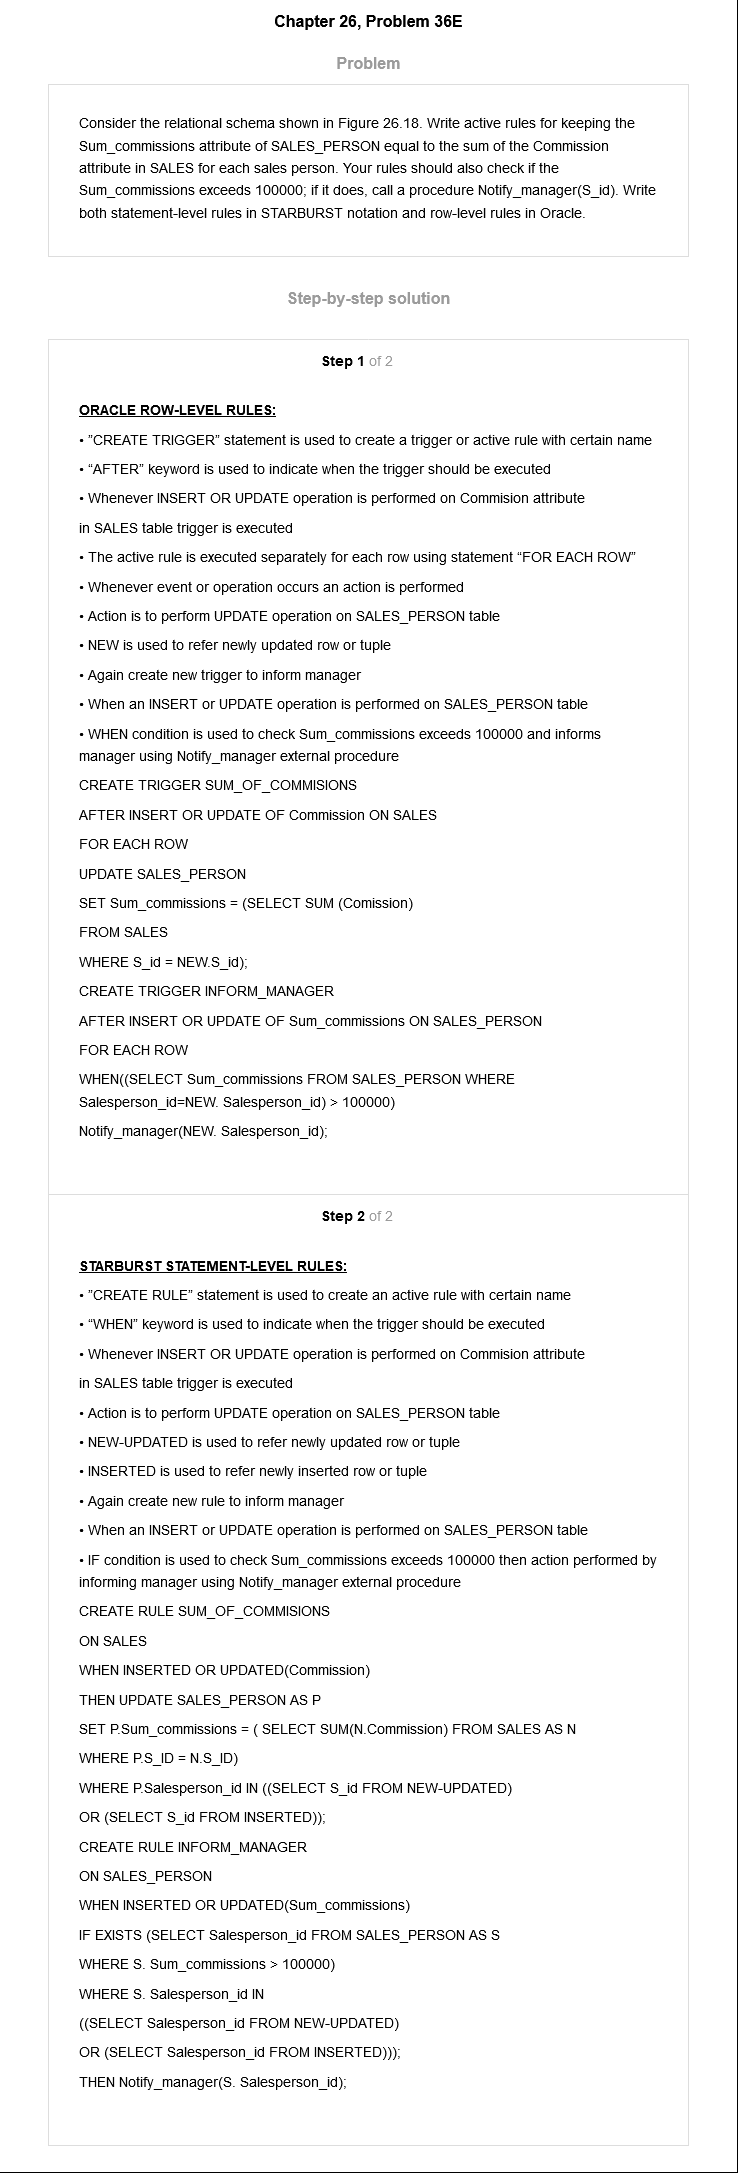 Chapter 26, Problem 36E
Problem
Consider the relational schema shown in Figure 26.18. Write active rules for keeping the
Sum_commissions attribute of SALES_PERSON equal to the sum of the Commission
attribute in SALES for each sales person. Your rules should also check if the
Sum_commissions exceeds 100000; if it does, call a procedure Notify_manager(S_id). Write
both statement-level rules in STARBURST notation and row-level rules in Oracle.
Step-by-step solution
Step 1 of 2
ORACLE ROW-LEVEL RULES:
• ”CREATE TRIGGER” statement is used to create a trigger or active rule with certain name
• “AFTER” keyword is used to indicate when the trigger should be executed
• Whenever INSERT OR UPDATE operation is performed on Commision attribute
in SALES table trigger is executed
• The active rule is executed separately for each row using statement “FOR EACH ROW”
• Whenever event or operation occurs an action is performed
• Action is to perform UPDATE operation on SALES_PERSON table
• NEW is used to refer newly updated row or tuple
• Again create new trigger to inform manager
• When an INSERT or UPDATE operation is performed on SALES_PERSON table
• WHEN condition is used to check Sum_commissions exceeds 100000 and informs
manager using Notify_manager external procedure
CREATE TRIGGER SUM_OF_COMMISIONS
AFTER INSERT OR UPDATE OF Commission ON SALES
FOR EACH ROW
UPDATE SALES_PERSON
SET Sum_commissions = (SELECT SUM (Comission)
FROM SALES
WHERE S_id = NEW.S_id);
CREATE TRIGGER INFORM_MANAGER
AFTER INSERT OR UPDATE OF Sum_commissions ON SALES_PERSON
FOR EACH ROW
WHEN((SELECT Sum_commissions FROM SALES_PERSON WHERE
Salesperson_id=NEW. Salesperson_id) > 100000)
Notify_manager(NEW. Salesperson_id);
Step 2 of 2
STARBURST STATEMENT-LEVEL RULES:
• ”CREATE RULE” statement is used to create an active rule with certain name
• “WHEN” keyword is used to indicate when the trigger should be executed
• Whenever INSERT OR UPDATE operation is performed on Commision attribute
in SALES table trigger is executed
• Action is to perform UPDATE operation on SALES_PERSON table
• NEW-UPDATED is used to refer newly updated row or tuple
• INSERTED is used to refer newly inserted row or tuple
• Again create new rule to inform manager
• When an INSERT or UPDATE operation is performed on SALES_PERSON table
• IF condition is used to check Sum_commissions exceeds 100000 then action performed by
informing manager using Notify_manager external procedure
CREATE RULE SUM_OF_COMMISIONS
ON SALES
WHEN INSERTED OR UPDATED(Commission)
THEN UPDATE SALES_PERSON AS P
SET P.Sum_commissions = ( SELECT SUM(N.Commission) FROM SALES AS N
WHERE P.S_ID = N.S_ID)
WHERE P.Salesperson_id IN ((SELECT S_id FROM NEW-UPDATED)
OR (SELECT S_id FROM INSERTED));
CREATE RULE INFORM_MANAGER
ON SALES_PERSON
WHEN INSERTED OR UPDATED(Sum_commissions)
IF EXISTS (SELECT Salesperson_id FROM SALES_PERSON AS S
WHERE S. Sum_commissions > 100000)
WHERE S. Salesperson_id IN
((SELECT Salesperson_id FROM NEW-UPDATED)
OR (SELECT Salesperson_id FROM INSERTED)));
THEN Notify_manager(S. Salesperson_id);